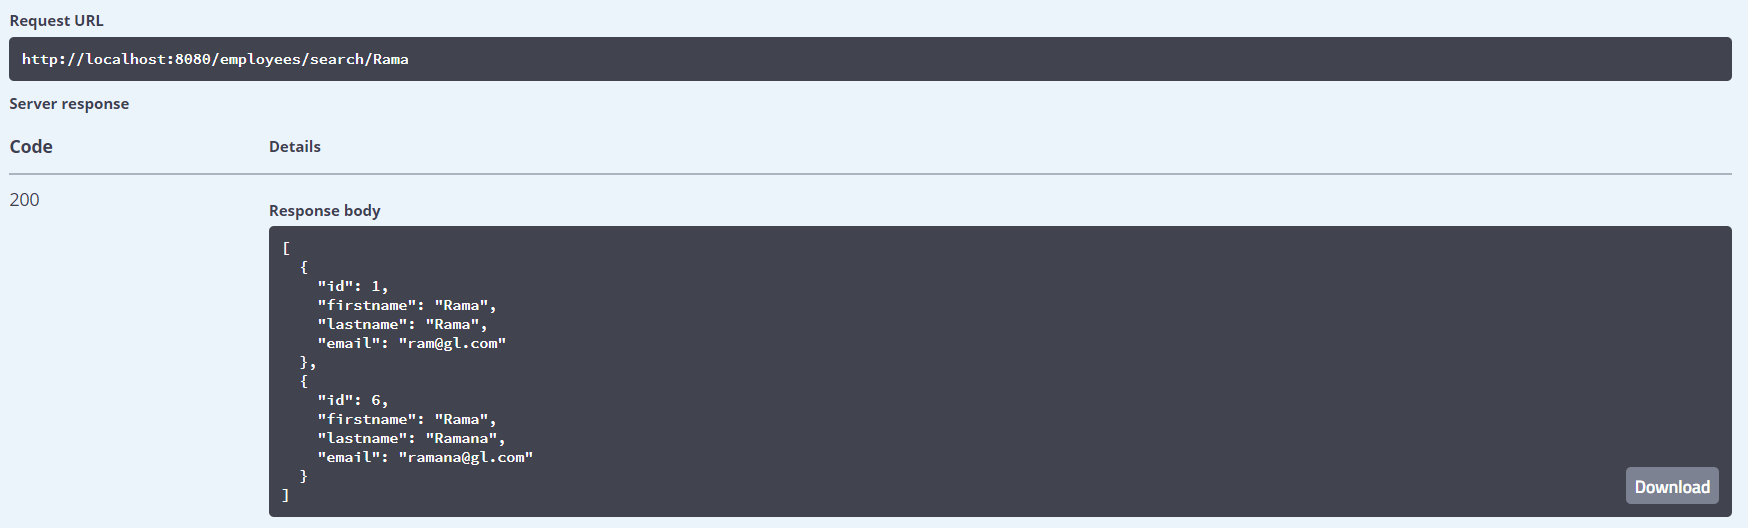 Request URL
http://localhost:8080/employees/search/Rama
Server response
Code Details
200
Response body
[
  {
    "id": 1,
    "firstname": "Rama",
    "lastname": "Rama",
    "email": "ram@gl.com"
  },
  {
    "id": 6,
    "firstname": "Rama",
    "lastname": "Ramana",
    "email": "ramana@gl.com"
  }
]
Download